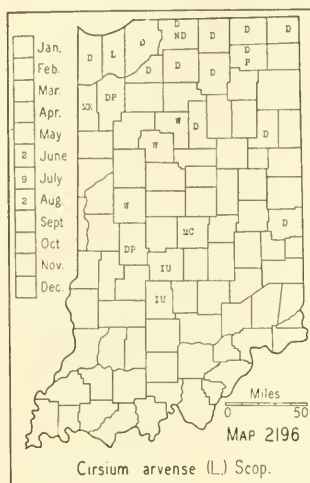 Jan.
Feb.
Mar.
Apr.
May
2 June
9 July
2 Aug.
Sept
Oct
Nov.
Dec.
D
ND D D D
D L D
D D D D
P
MK DP
W D D
W
W D
MC
DP
IU
IU
Miles
0 50
MAP 2196
Cirsium arvense (L.) Scop.